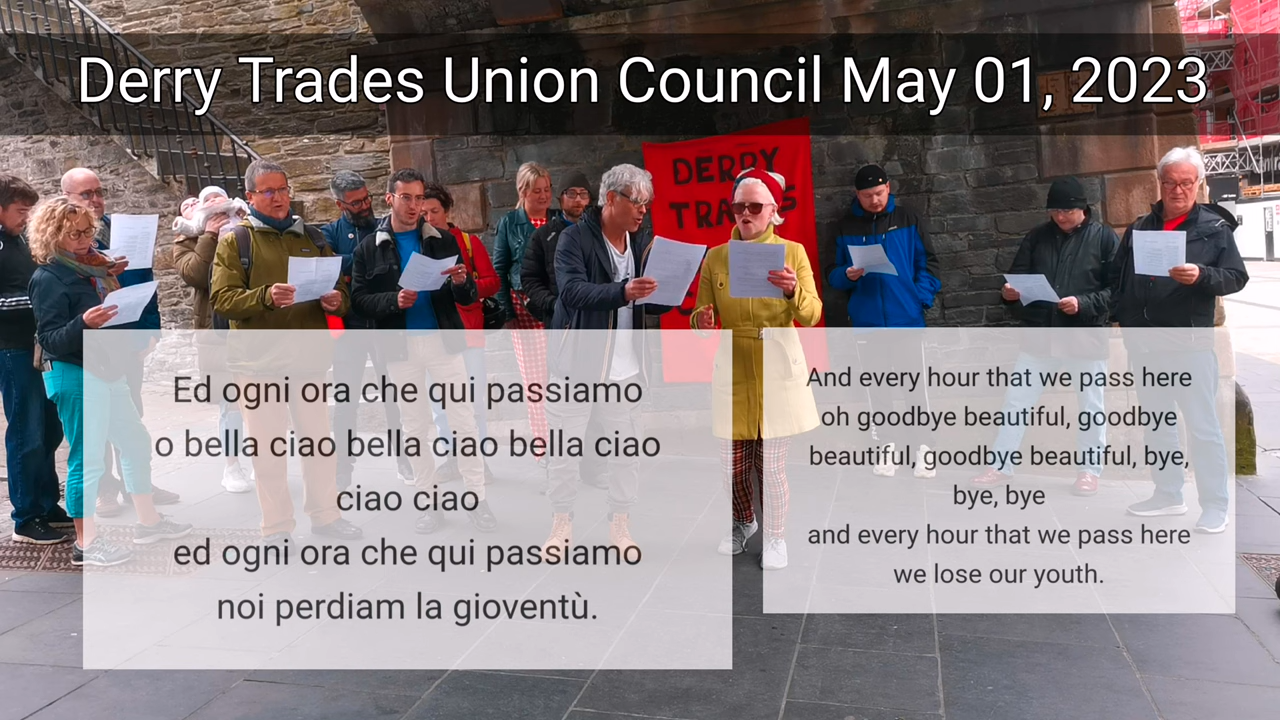 Derry Trades Union Council May 01, 2023
DERRY
TRA
S
Ed ogni ora che qui passiamo
o bella ciao bella ciao bella ciao
ciao ciao
ed ogni ora che qui passiamo
noi perdiam la gioventù.
And every hour that we pass here
oh goodbye beautiful, goodbye
beautiful, goodbye beautiful, bye,
bye, bye
and every hour that we pass here
we lose our youth.